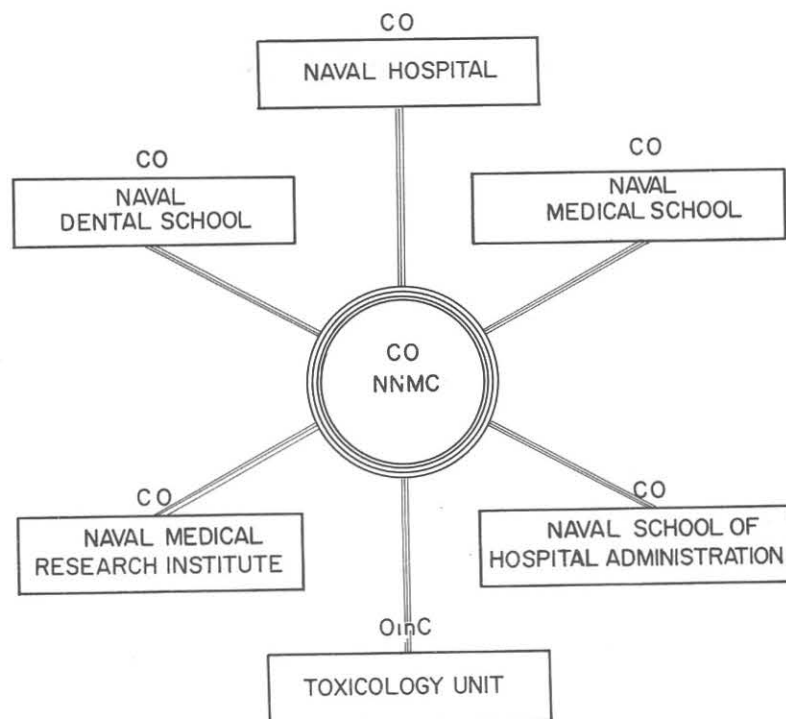 CO
NAVAL HOSPITAL
CO
NAVAL
DENTAL SCHOOL
CO
NAVAL
MEDICAL SCHOOL
CO
NNMC
CO
NAVAL MEDICAL
RESEARCH INSTITUTE
CO
NAVAL SCHOOL OF
HOSPITAL ADMINISTRATION
OinC
TOXICOLOGY UNIT